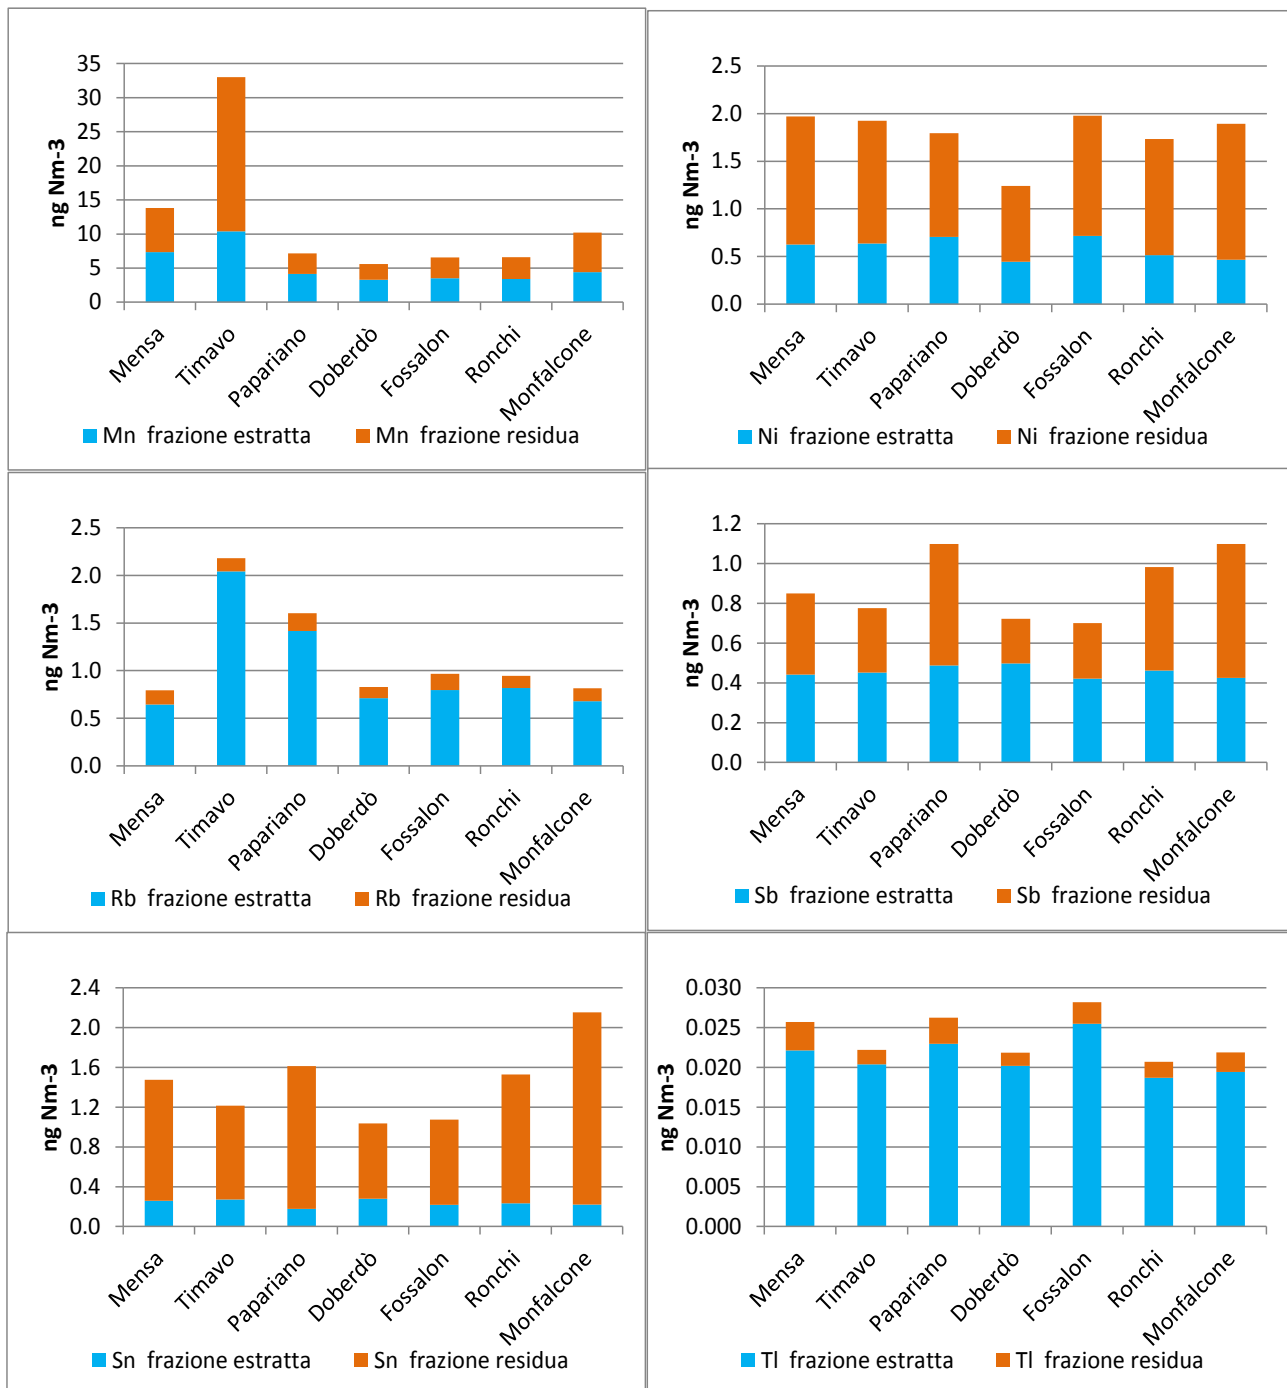 35
30
25
20
15
10
5
0
ng Nm-3
Mensa
Timavo
Papariano
Doberdò
Fossalon
Ronchi
Monfalcone
Mn frazione estratta Mn frazione residua
2.5
2.0
1.5
1.0
0.5
0.0
ng Nm-3
Mensa
Timavo
Papariano
Doberdò
Fossalon
Ronchi
Monfalcone
Ni frazione estratta Ni frazione residua
2.5
2.0
1.5
1.0
0.5
0.0
ng Nm-3
Mensa
Timavo
Papariano
Doberdò
Fossalon
Ronchi
Monfalcone
Rb frazione estratta Rb frazione residua
1.2
1.0
0.8
0.6
0.4
0.2
0.0
ng Nm-3
Mensa
Timavo
Papariano
Doberdò
Fossalon
Ronchi
Monfalcone
Sb frazione estratta Sb frazione residua
2.4
2.0
1.6
1.2
0.8
0.4
0.0
ng Nm-3
Mensa
Timavo
Papariano
Doberdò
Fossalon
Ronchi
Monfalcone
Sn frazione estratta Sn frazione residua
0.030
0.025
0.020
0.015
0.010
0.005
0.000
ng Nm-3
Mensa
Timavo
Papariano
Doberdò
Fossalon
Ronchi
Monfalcone
Tl frazione estratta Tl frazione residua